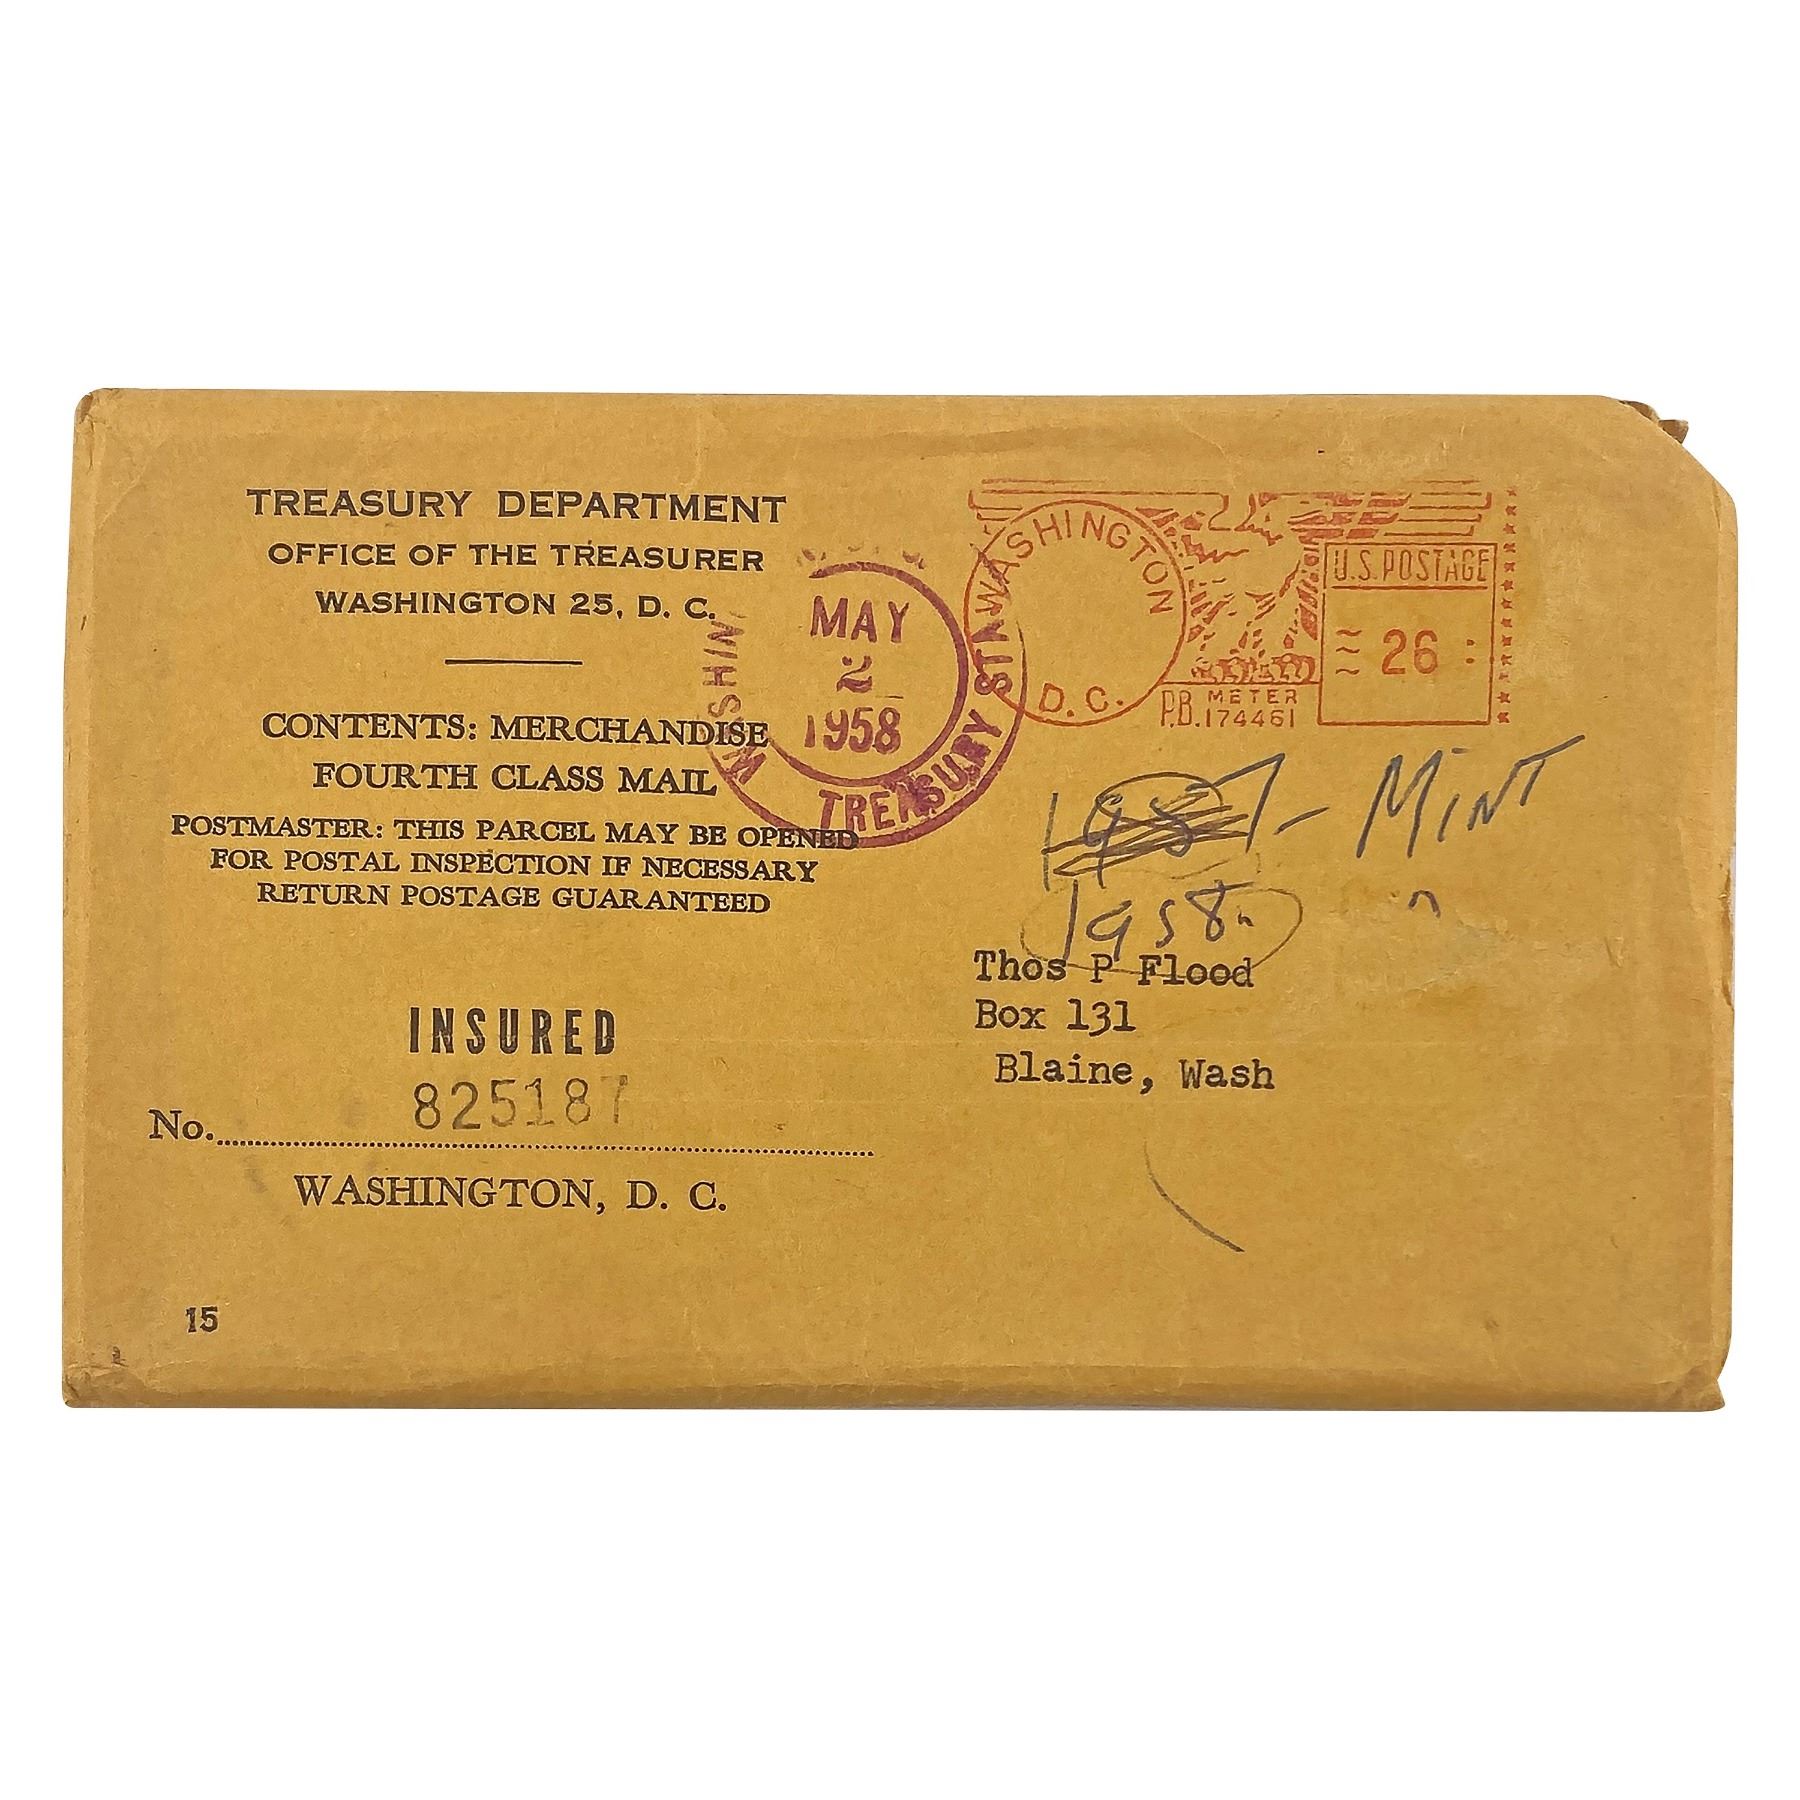 TREASURY DEPARTMENT
OFFICE OF THE TREASURER
WASHINGTON 25, D. C.
CONTENTS: MERCHANDISE
FOURTH CLASS MAIL
POSTMASTER: THIS PARCEL MAY BE OPENED
FOR POSTAL INSPECTION IF NECESSARY
RETURN POSTAGE GUARANTEED
INSURED
825187
No.
WASHINGTON, D. C.
15
MAY
2
1958
TREASURY STA
WASHINGTON
D. C.
P.B. METER
174461
U.S. POSTAGE
26
1957 - MINT
1958
Thos P Flood
Box 131
Blaine, Wash